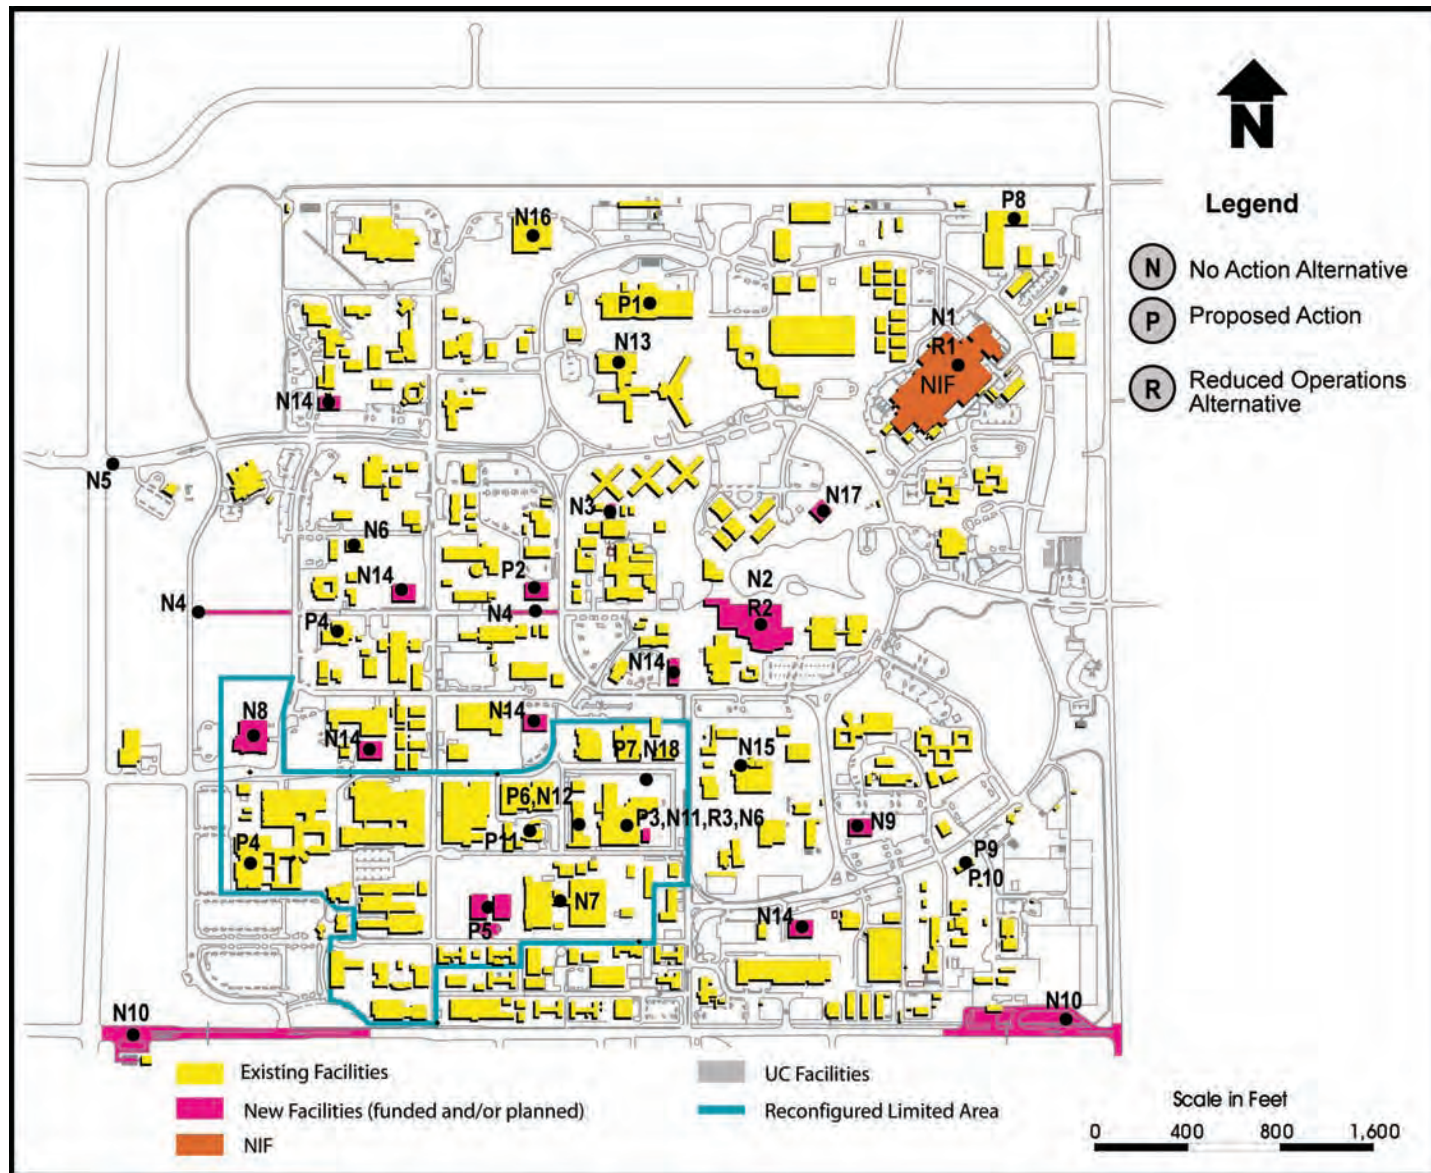 N
Legend
N No Action Alternative
P Proposed Action
R Reduced Operations
Alternative
P8
N16
P1
N1
N13
R1
NIF
N14
N5
N3
N17
N6
N14
P2
N2
N4
N4
R2
P4
N14
N8
N14
N14
P7,N18
N15
P6,N12
P3,N11,R3,N6
N9
P11
P4
P9
P10
N7
N14
P5
N10
N10
Existing Facilities
New Facilities (funded and/or planned)
NIF
UC Facilities
Reconfigured Limited Area
Scale in Feet
0 400 800 1,600